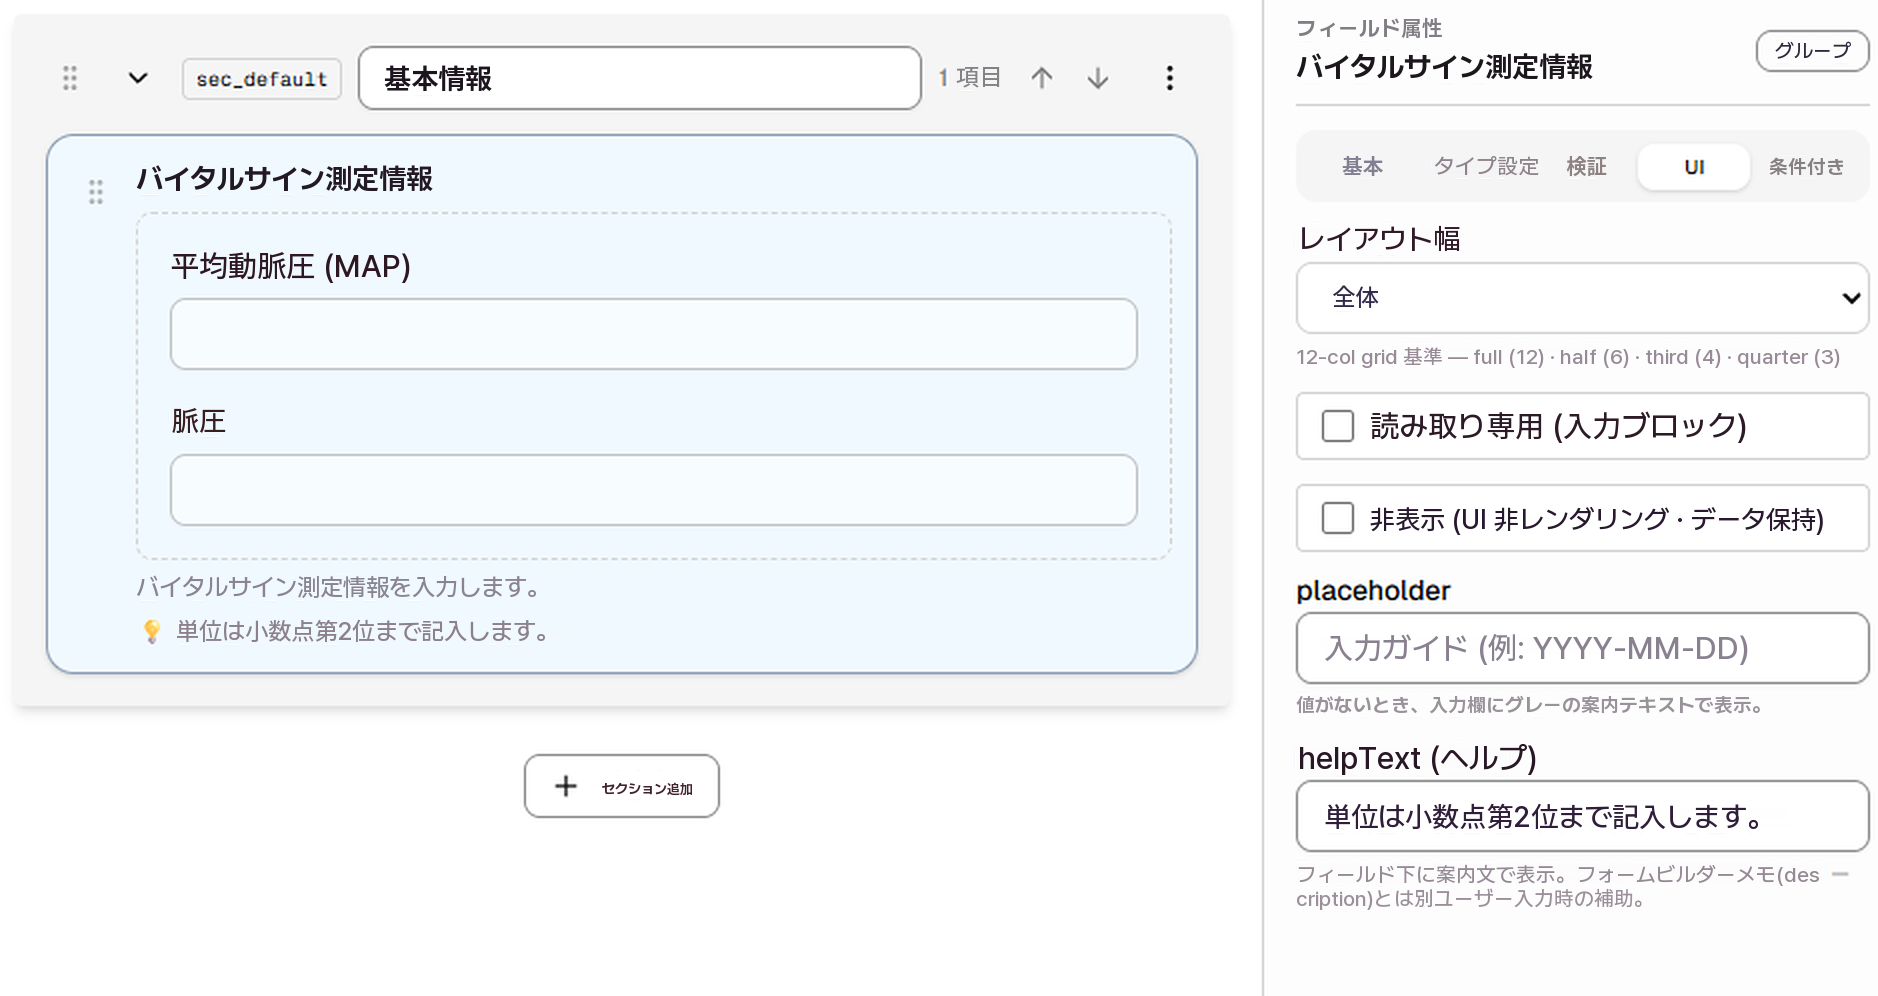 sec_default
基本情報
1 項目
バイタルサイン測定情報
平均動脈圧 (MAP)
脈圧
バイタルサイン測定情報を入力します。
単位は小数点第2位まで記入します。
セクション追加
フィールド属性
バイタルサイン測定情報
グループ
基本 タイプ設定 検証 UI 条件付き
レイアウト幅
全体
12-col grid 基準 — full (12) · half (6) · third (4) · quarter (3)
読み取り専用 (入力ブロック)
非表示 (UI 非レンダリング · データ保持)
placeholder
入力ガイド (例: YYYY-MM-DD)
値がないとき、入力欄にグレーの案内テキストで表示。
helpText (ヘルプ)
単位は小数点第2位まで記入します。
フィールド下に案内文で表示。フォームビルダーメモ(des —
cription)とは別ユーザー入力時の補助。